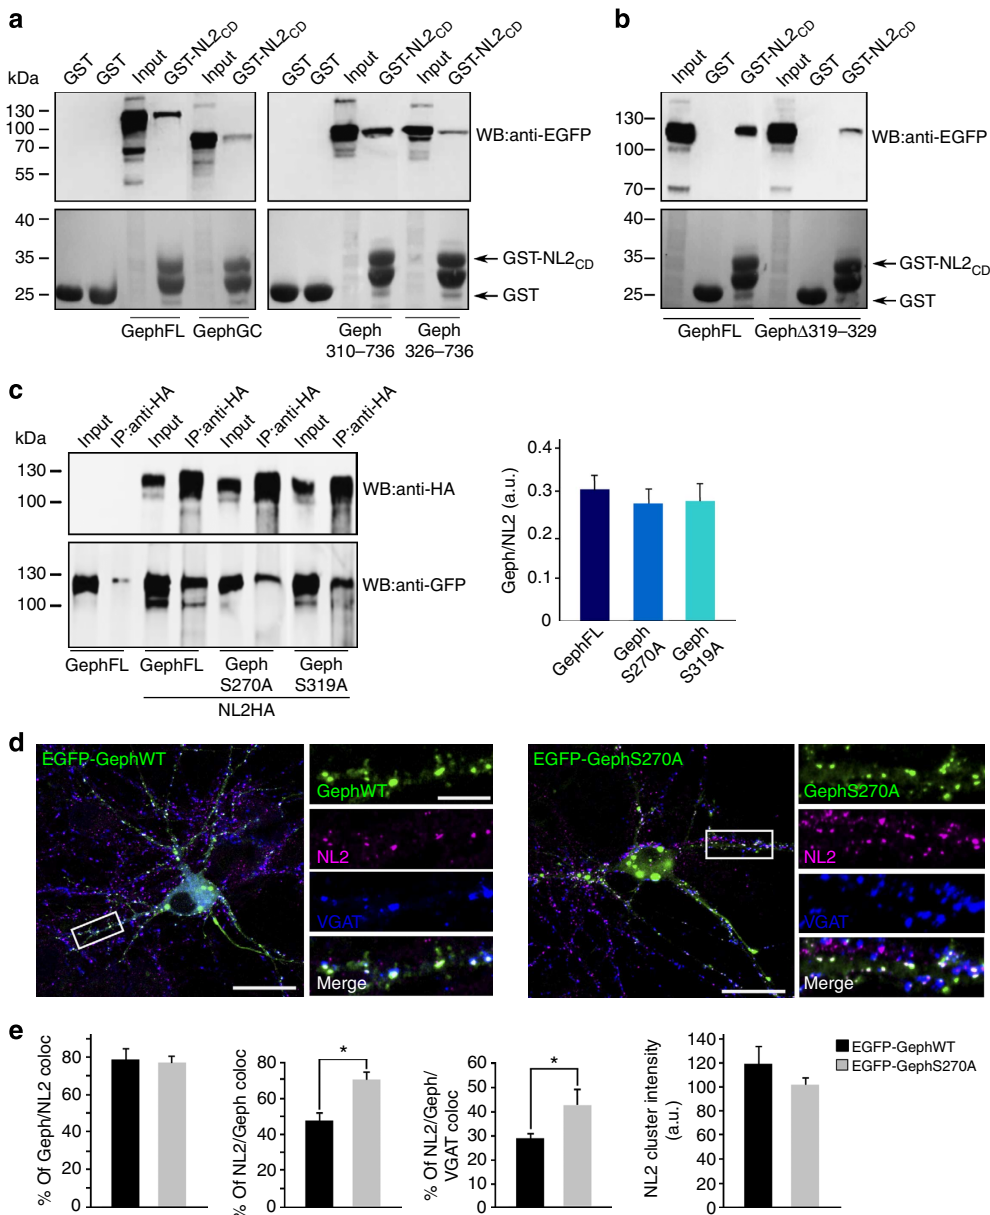 a
kDa
GST
GST
Input
GST-NL2CD
Input
GST-NL2CD
GST
GST
Input
GST-NL2CD
Input
GST-NL2CD
130
100
70
55
WB:anti-EGFP
40
35
25
GST-NL2CD
GST
GephFL
GephGC
Geph
310–736
Geph
326–736
b
Input
GST
GST-NL2CD
Input
GST
GST-NL2CD
130
100
70
WB:anti-EGFP
40
35
25
GST-NL2CD
GST
GephFL
GephΔ319–329
c
kDa
Input
IP:anti-HA
Input
IP:anti-HA
Input
IP:anti-HA
Input
IP:anti-HA
130
100
WB:anti-HA
130
100
WB:anti-GFP
GephFL
GephFL
Geph
S270A
Geph
S319A
NL2HA
Geph/NL2 (a.u.)
0.4
0.3
0.2
0.1
0
GephFL
Geph
S270A
Geph
S319A
d
EGFP-GephWT
GephWT
NL2
VGAT
Merge
EGFP-GephS270A
GephS270A
NL2
VGAT
Merge
e
% Of Geph/NL2 coloc
80
60
40
20
0
% Of NL2/Geph coloc
80
60
40
20
0
*
% Of NL2/Geph/
VGAT coloc
60
50
40
30
20
10
0
*
NL2 cluster intensity
(a.u.)
140
120
100
80
60
40
20
0
EGFP-GephWT
EGFP-GephS270A